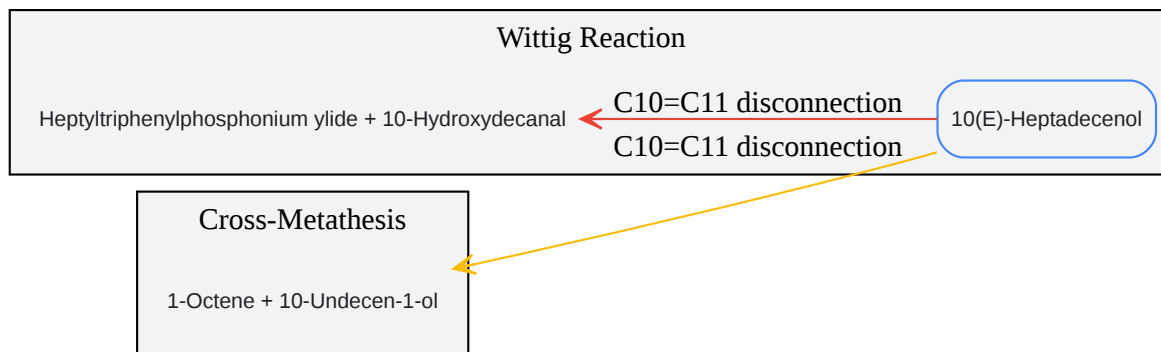 Wittig Reaction
C10=C11 disconnection
Heptyltriphenylphosphonium ylide + 10-Hydroxydecanal
10(E)-Heptadecenol
C10=C11 disconnection
Cross-Metathesis
1-Octene + 10-Undecen-1-ol